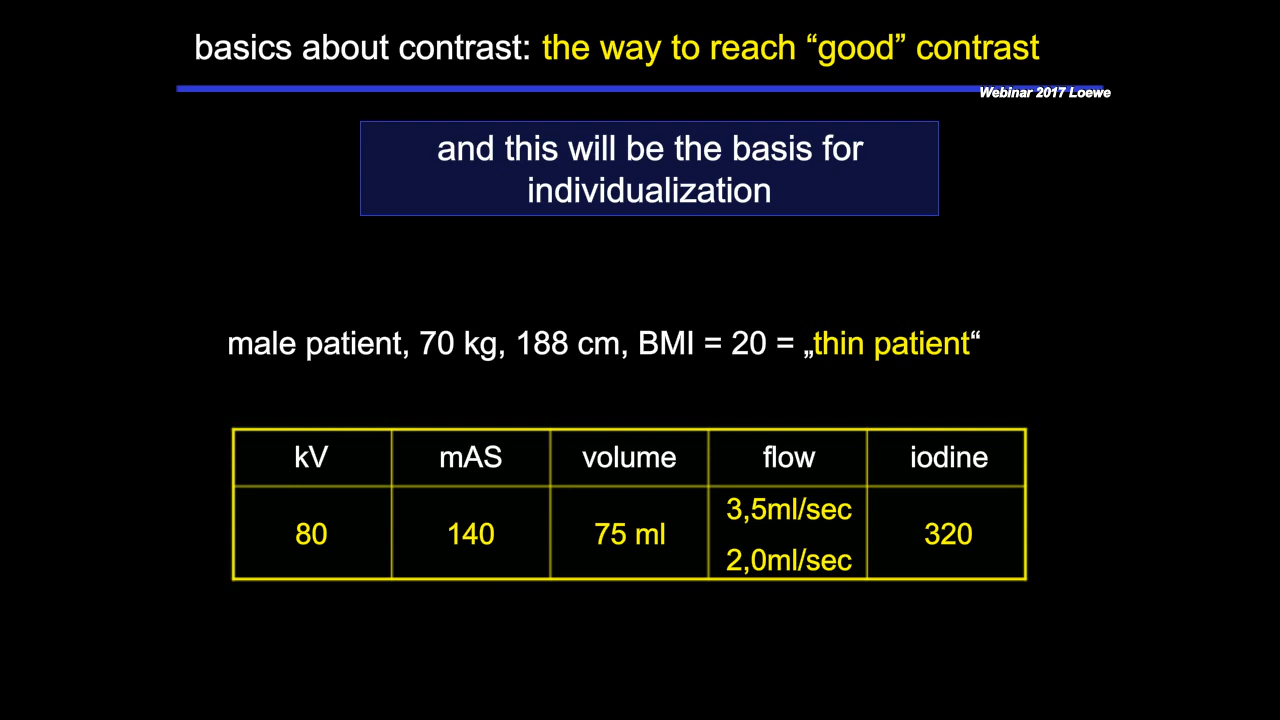 basics about contrast: the way to reach “good” contrast
Webinar 2017 Loewe
and this will be the basis for
individualization
male patient, 70 kg, 188 cm, BMI = 20 = „thin patient“
kV mAS volume flow iodine
80 140 75 ml 3,5ml/sec 320
2,0ml/sec